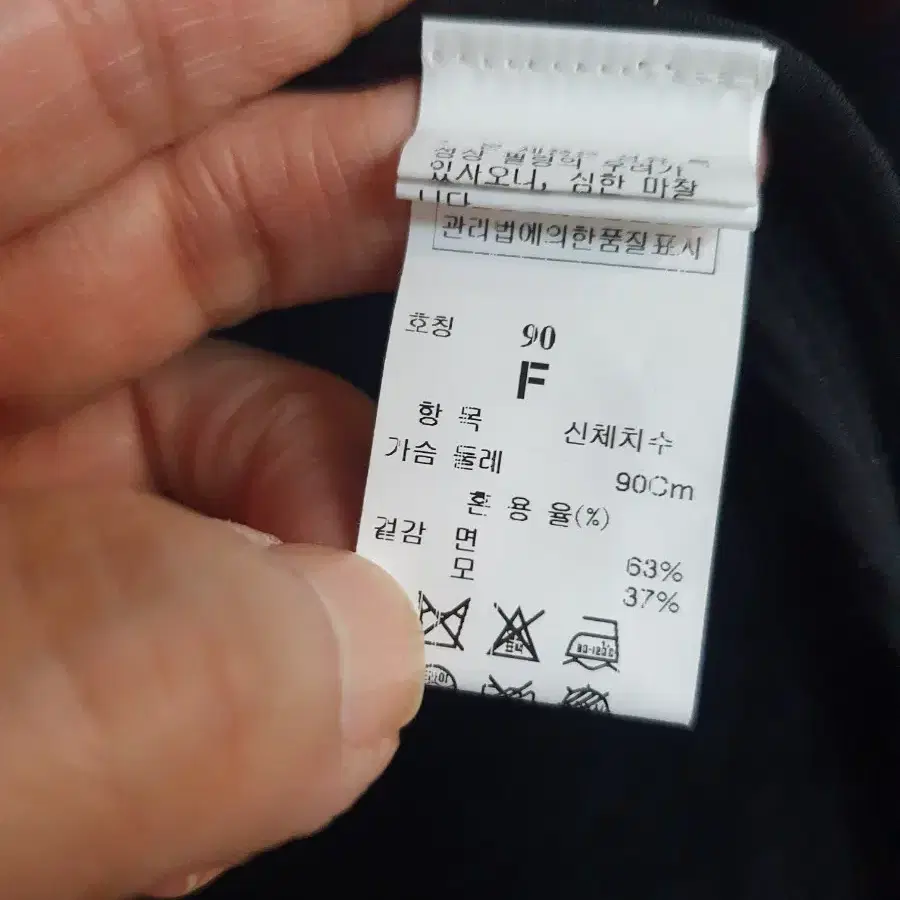 있사오니, 심한 마찰
니다
관리법에의한품질표시
호칭 90
F
항 목 신체치수
가슴 둘레 90Cm
혼 용 율(%)
겉감 면 63%
모 37%
80-120℃